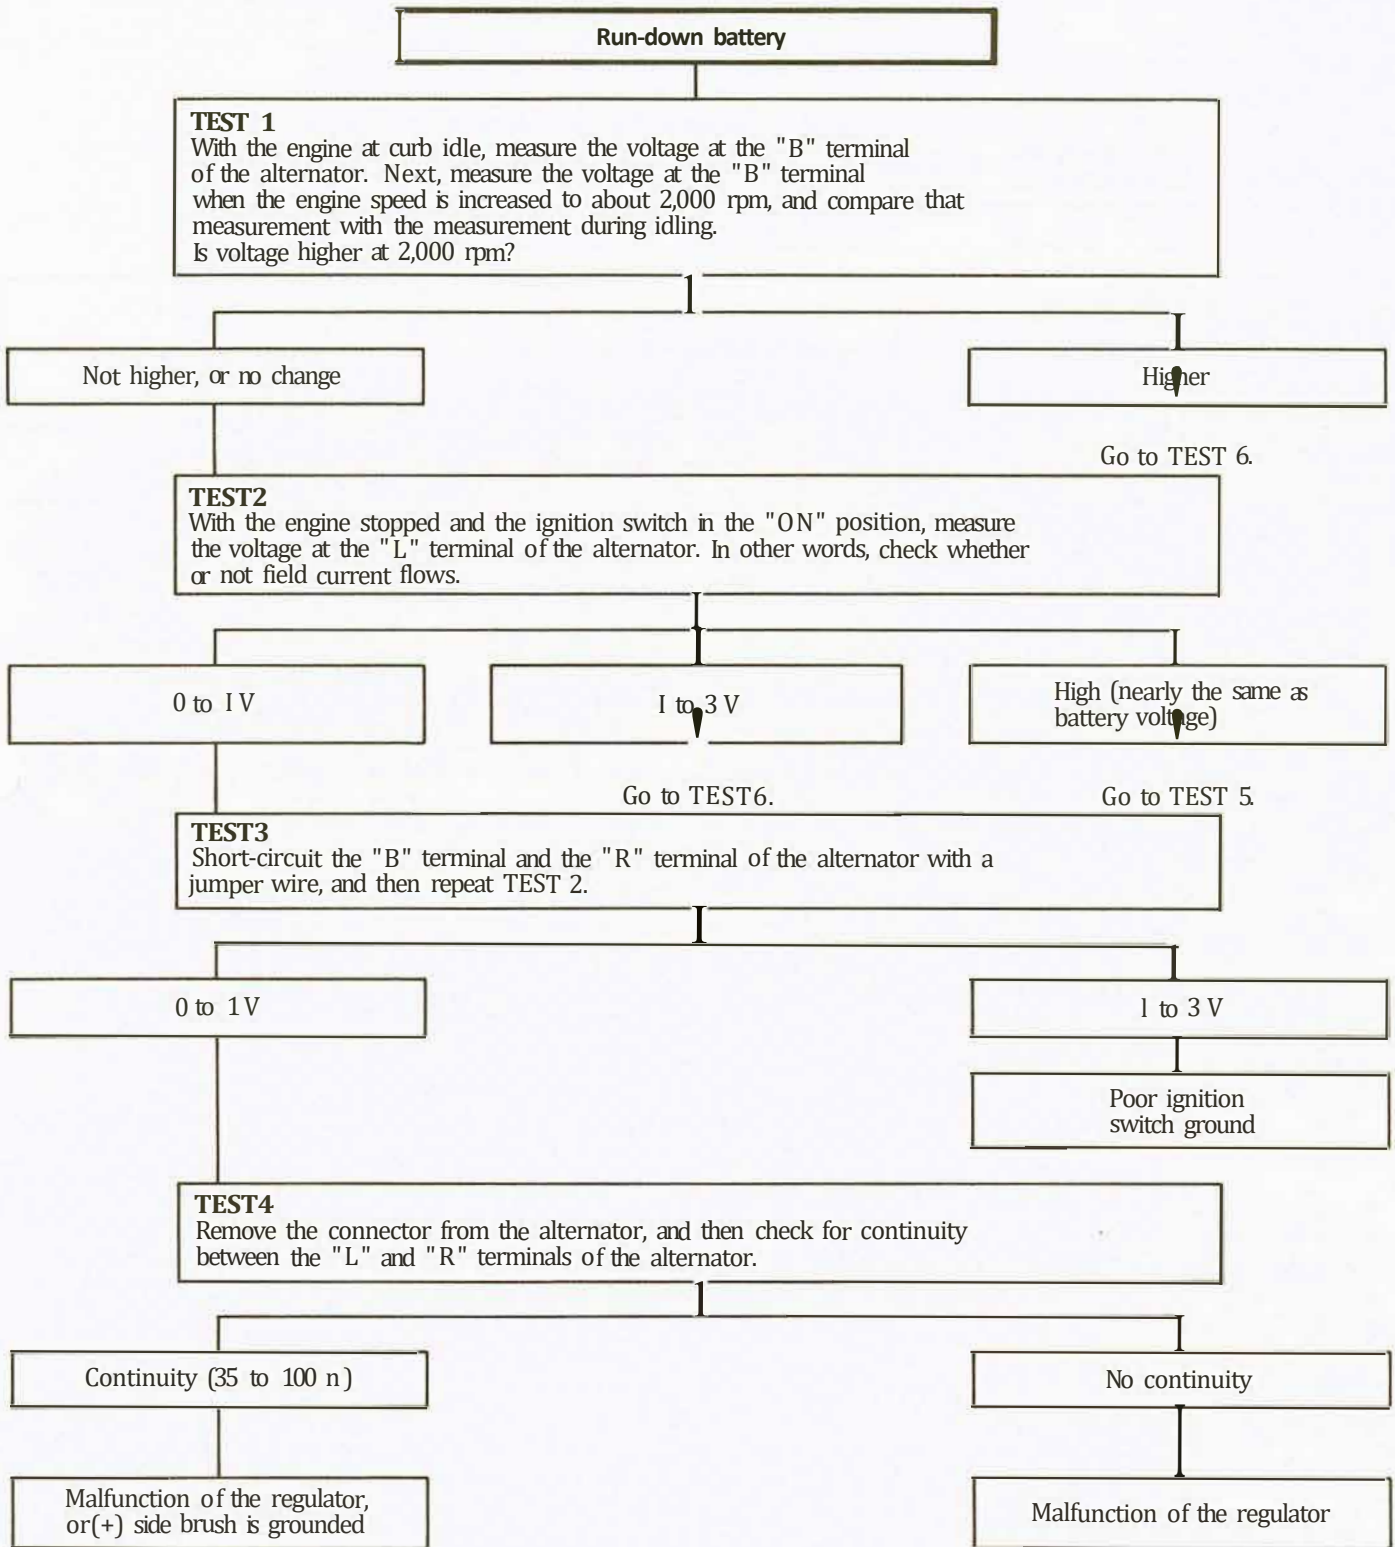 Run-down battery
TEST 1
With the engine at curb idle, measure the voltage at the "B" terminal
of the alternator. Next, measure the voltage at the "B" terminal
when the engine speed is increased to about 2,000 rpm, and compare that
measurement with the measurement during idling.
Is voltage higher at 2,000 rpm?
Not higher, or no change
Higher
Go to TEST 6.
TEST2
With the engine stopped and the ignition switch in the "ON" position, measure
the voltage at the "L" terminal of the alternator. In other words, check whether
or not field current flows.
0 to I V
I to 3 V
High (nearly the same as
battery voltage)
Go to TEST6.
Go to TEST 5.
TEST3
Short-circuit the "B" terminal and the "R" terminal of the alternator with a
jumper wire, and then repeat TEST 2.
0 to 1 V
l to 3 V
Poor ignition
switch ground
TEST4
Remove the connector from the alternator, and then check for continuity
between the "L" and "R" terminals of the alternator.
Continuity (35 to 100 n)
No continuity
Malfunction of the regulator,
or(+) side brush is grounded
Malfunction of the regulator